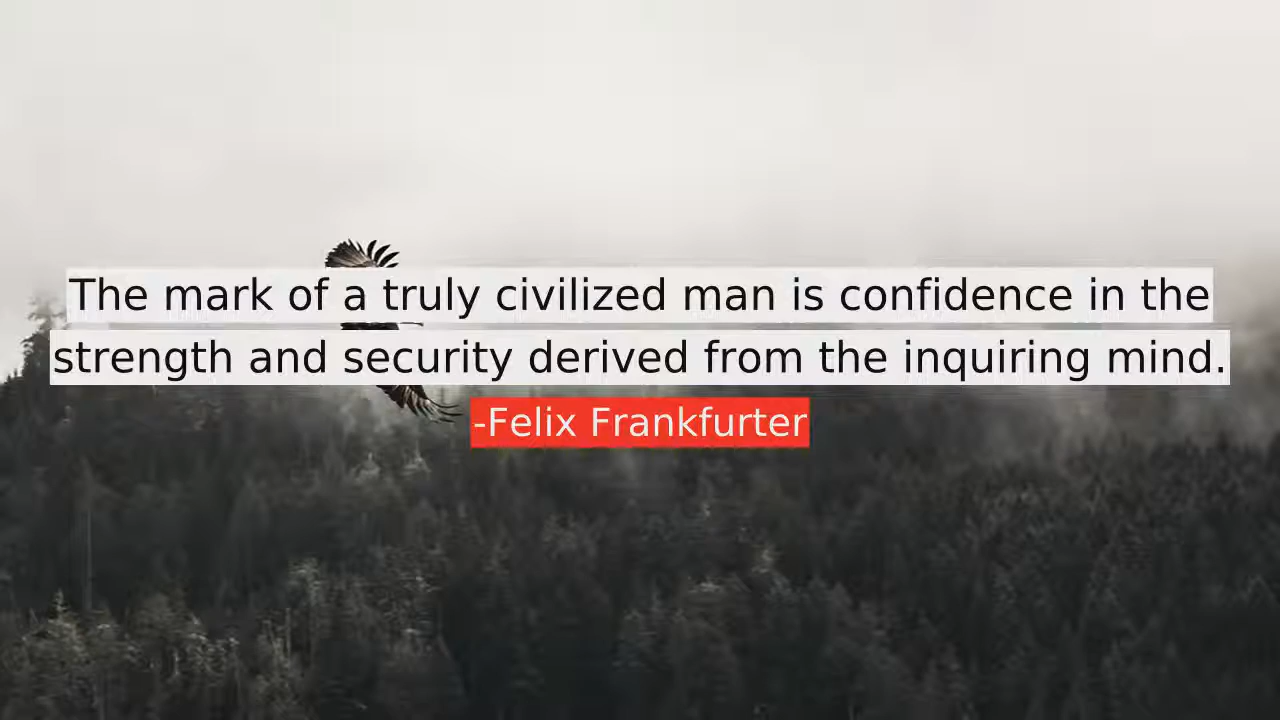 The mark of a truly civilized man is confidence in the
strength and security derived from the inquiring mind.
-Felix Frankfurter